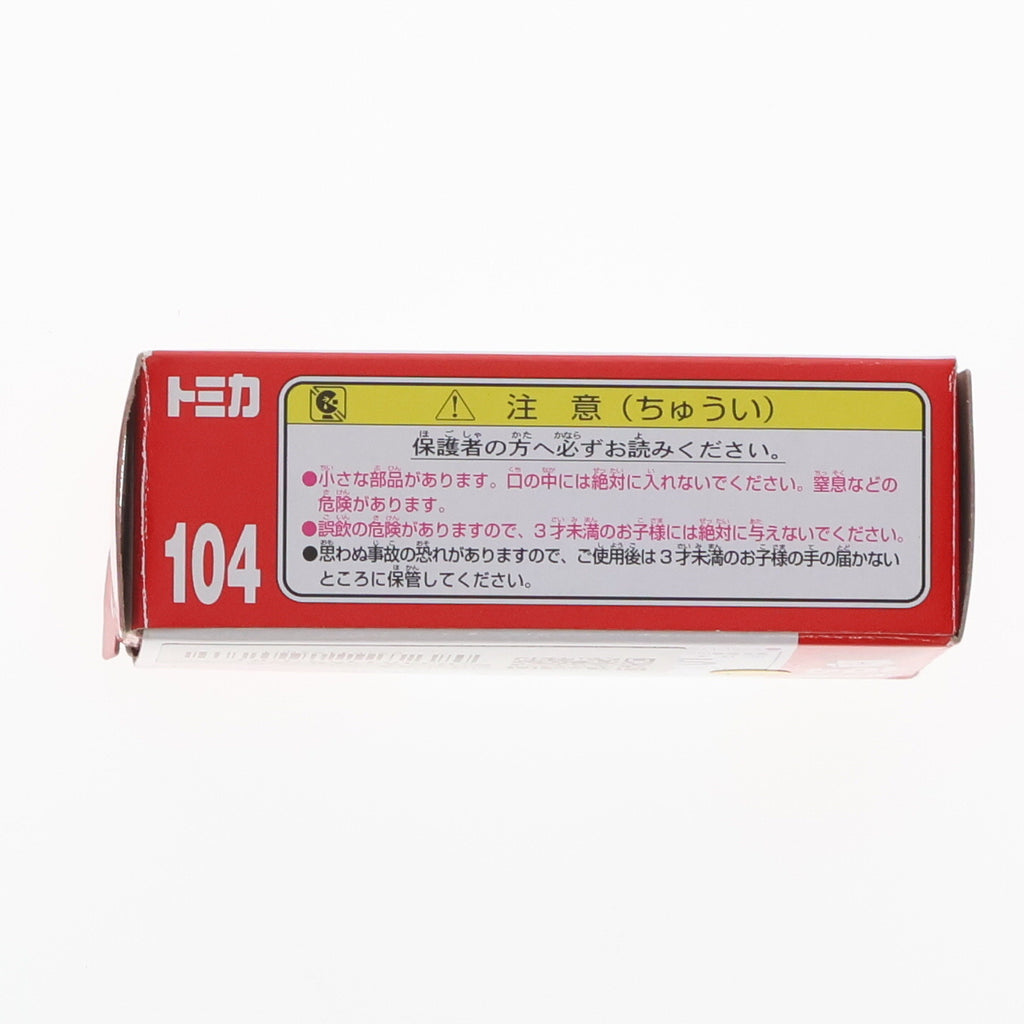 トミカ
104
注 意（ちゅうい）
保護者の方へ必ずお読みください。
●小さな部品があります。口の中には絶対に入れないでください。窒息などの
危険があります。
●誤飲の危険がありますので、3才未満のお子様には絶対に与えないでください。
●思わぬ事故の恐れがありますので、ご使用後は3才未満のお子様の手の届かない
ところに保管してください。